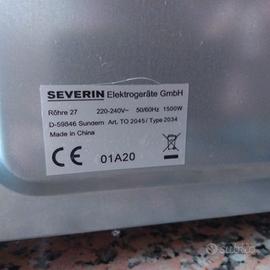 SEVERIN Elektrogeräte GmbH
Röhre 27 220-240V~ 50/60Hz 1500W
D-59846 Sundern Art. TO 2045/ Type 2034
Made in China
CE 01A20
Subito